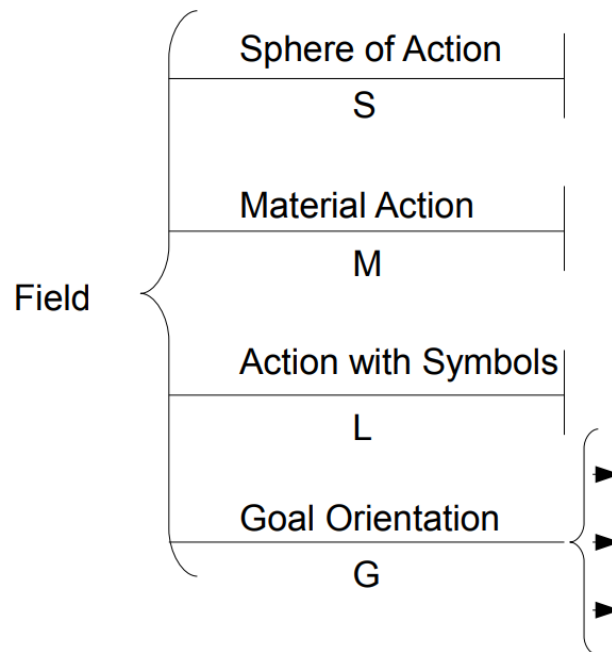 Sphere of Action
S
Material Action
M
Field
Action with Symbols
L
Goal Orientation
G